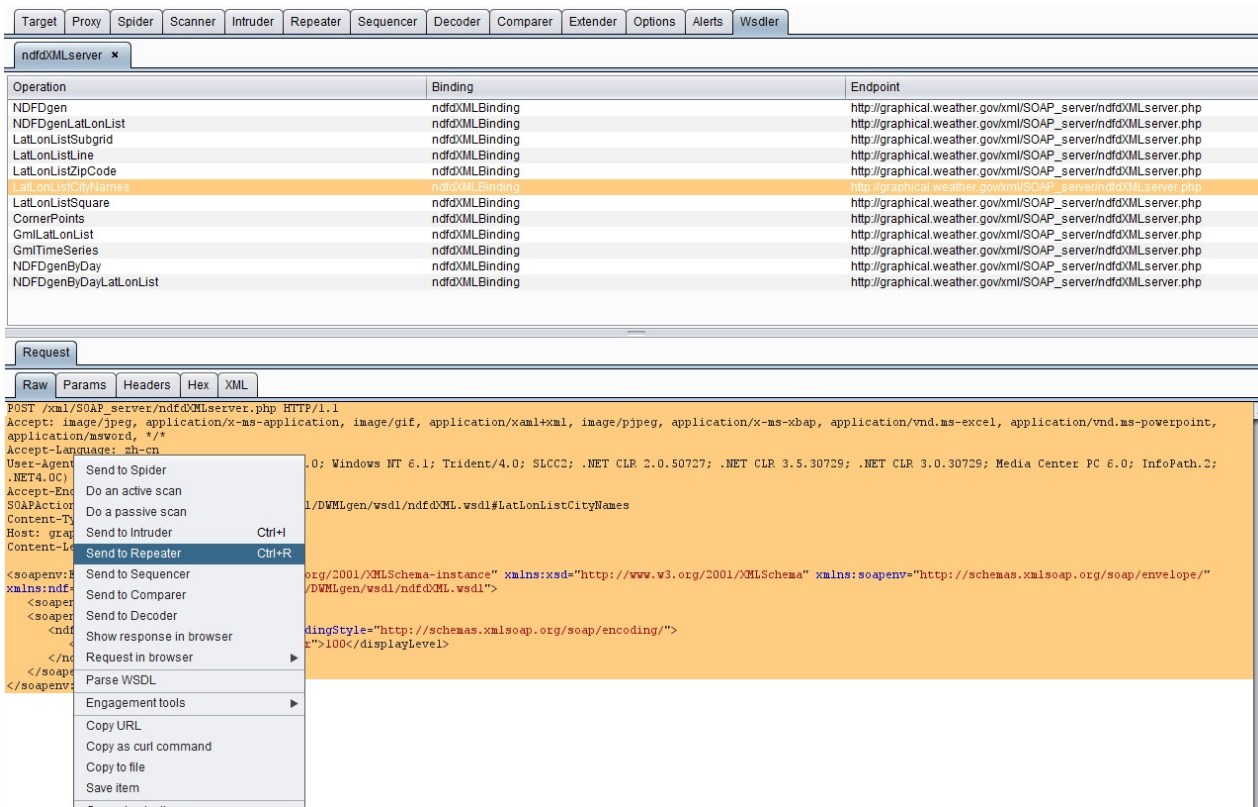 Target Proxy Spider Scanner Intruder Repeater Sequencer Decoder Comparer Extender Options Alerts Wsdler
ndfdXMLserver ×
Operation Binding Endpoint
NDFDgen ndfdXMLBinding http://graphical.weather.gov/xml/SOAP_server/ndfdXMLserver.php
NDFDgenLatLonList ndfdXMLBinding http://graphical.weather.gov/xml/SOAP_server/ndfdXMLserver.php
LatLonListSubgrid ndfdXMLBinding http://graphical.weather.gov/xml/SOAP_server/ndfdXMLserver.php
LatLonListLine ndfdXMLBinding http://graphical.weather.gov/xml/SOAP_server/ndfdXMLserver.php
LatLonListZipCode ndfdXMLBinding http://graphical.weather.gov/xml/SOAP_server/ndfdXMLserver.php
LatLonListCityNames ndfdXMLBinding http://graphical.weather.gov/xml/SOAP_server/ndfdXMLserver.php
LatLonListSquare ndfdXMLBinding http://graphical.weather.gov/xml/SOAP_server/ndfdXMLserver.php
CornerPoints ndfdXMLBinding http://graphical.weather.gov/xml/SOAP_server/ndfdXMLserver.php
GmlLatLonList ndfdXMLBinding http://graphical.weather.gov/xml/SOAP_server/ndfdXMLserver.php
GmlTimeSeries ndfdXMLBinding http://graphical.weather.gov/xml/SOAP_server/ndfdXMLserver.php
NDFDgenByDay ndfdXMLBinding http://graphical.weather.gov/xml/SOAP_server/ndfdXMLserver.php
NDFDgenByDayLatLonList ndfdXMLBinding http://graphical.weather.gov/xml/SOAP_server/ndfdXMLserver.php
Request
Raw Params Headers Hex XML
POST /xml/SOAP_server/ndfdXMLserver.php HTTP/1.1
Accept: image/jpeg, application/x-ms-application, image/gif, application/xaml+xml, image/pjpeg, application/x-ms-xbap, application/vnd.ms-excel, application/vnd.ms-powerpoint,
application/msword, */*
Accept-Language: zh-cn
User-Agent .0; Windows NT 6.1; Trident/4.0; SLCC2; .NET CLR 2.0.50727; .NET CLR 3.5.30729; .NET CLR 3.0.30729; Media Center PC 6.0; InfoPath.2;
.NET4.0C)
Accept-Enc
SOAPAction l/DWMLgen/wsdl/ndfdXML.wsdl#LatLonListCityNames
Content-Ty
Host: grap
Content-Le
<soapenv:E org/2001/XMLSchema-instance" xmlns:xsd="http://www.w3.org/2001/XMLSchema" xmlns:soapenv="http://schemas.xmlsoap.org/soap/envelope/"
xmlns:ndf= /DWMLgen/wsdl/ndfdXML.wsdl">
<soapen
<soapen
<ndf dingStyle="http://schemas.xmlsoap.org/soap/encoding/">
< r">100</displayLevel>
</nd
</soape
</soapenv:
Send to Spider
Do an active scan
Do a passive scan
Send to Intruder Ctrl+I
Send to Repeater Ctrl+R
Send to Sequencer
Send to Comparer
Send to Decoder
Show response in browser
Request in browser
Parse WSDL
Engagement tools
Copy URL
Copy as curl command
Copy to file
Save item